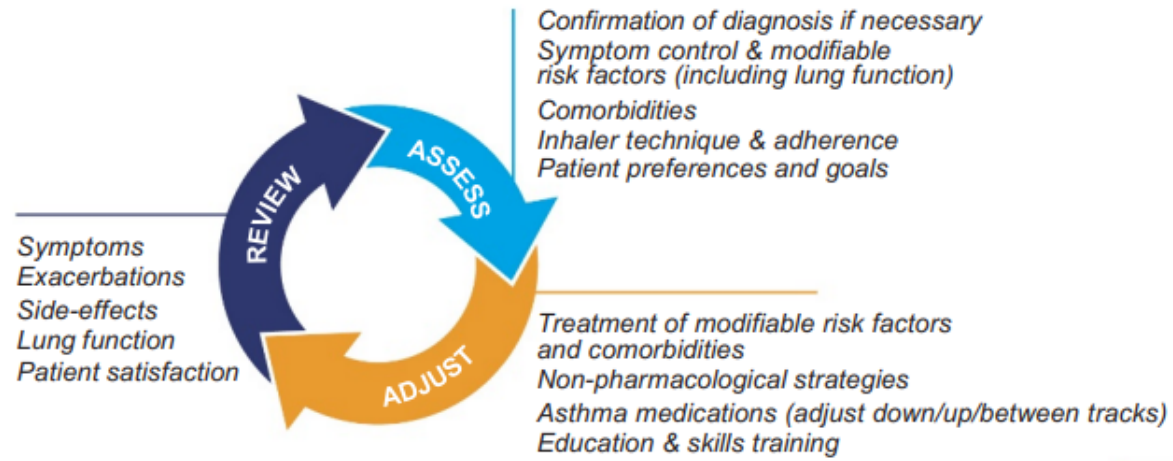 Confirmation of diagnosis if necessary
Symptom control & modifiable
risk factors (including lung function)
Comorbidities
Inhaler technique & adherence
Patient preferences and goals
ASSESS
REVIEW
Symptoms
Exacerbations
Side-effects
Lung function
Patient satisfaction
ADJUST
Treatment of modifiable risk factors
and comorbidities
Non-pharmacological strategies
Asthma medications (adjust down/up/between tracks)
Education & skills training